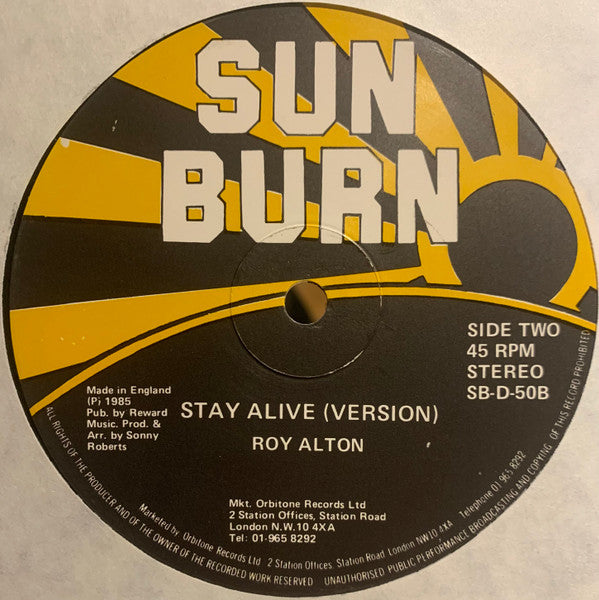 SUN
BURN
SIDE TWO
45 RPM
STEREO
SB-D-50B
Made in England
(P) 1985
Pub. by Reward
Music. Prod. &
Arr. by Sonny
Roberts
STAY ALIVE (VERSION)
ROY ALTON
Mkt. Orbitone Records Ltd
2 Station Offices, Station Road
London N.W.10 4XA
Tel: 01-965 8292
Marketed by Orbitone Records Ltd 2 Station Offices, Station Road, London NW10 4XA Telephone 01 965 8292
ALL RIGHTS OF THE PRODUCER AND OF THE OWNER OF THE RECORDED WORK RESERVED UNAUTHORISED PUBLIC PERFORMANCE BROADCASTING AND COPYING OF THIS RECORD PROHIBITED